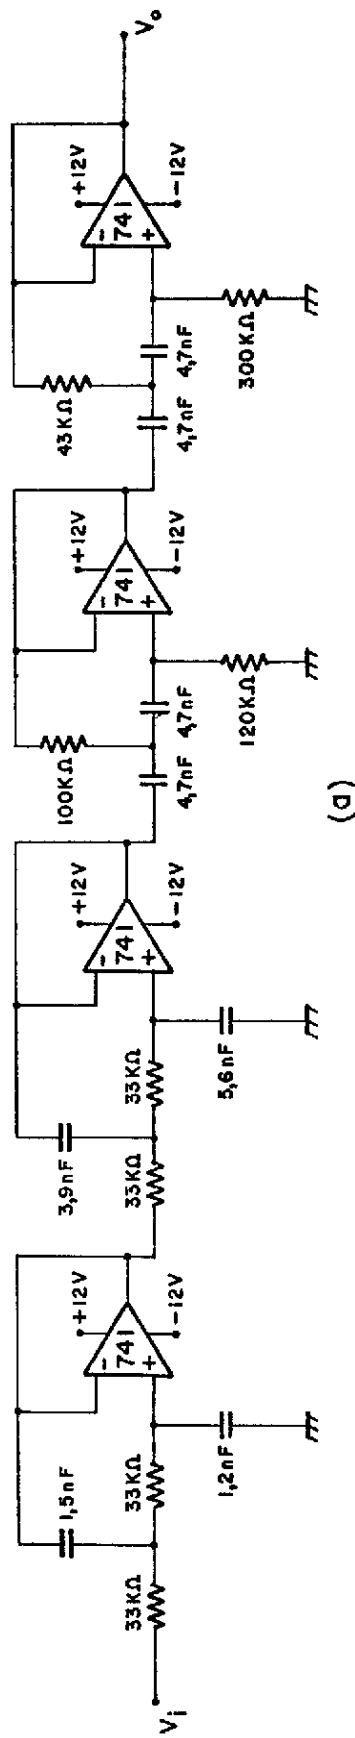 Vi
33KΩ
1,5nF
33KΩ
1,2nF
+12V
-
741
+
-12V
33KΩ
3,9nF
33KΩ
5,6nF
+12V
-
741
+
-12V
4,7nF
100KΩ
4,7nF
120KΩ
+12V
-
741
+
-12V
4,7nF
43KΩ
4,7nF
300KΩ
+12V
-
741
+
-12V
Vo
(a)